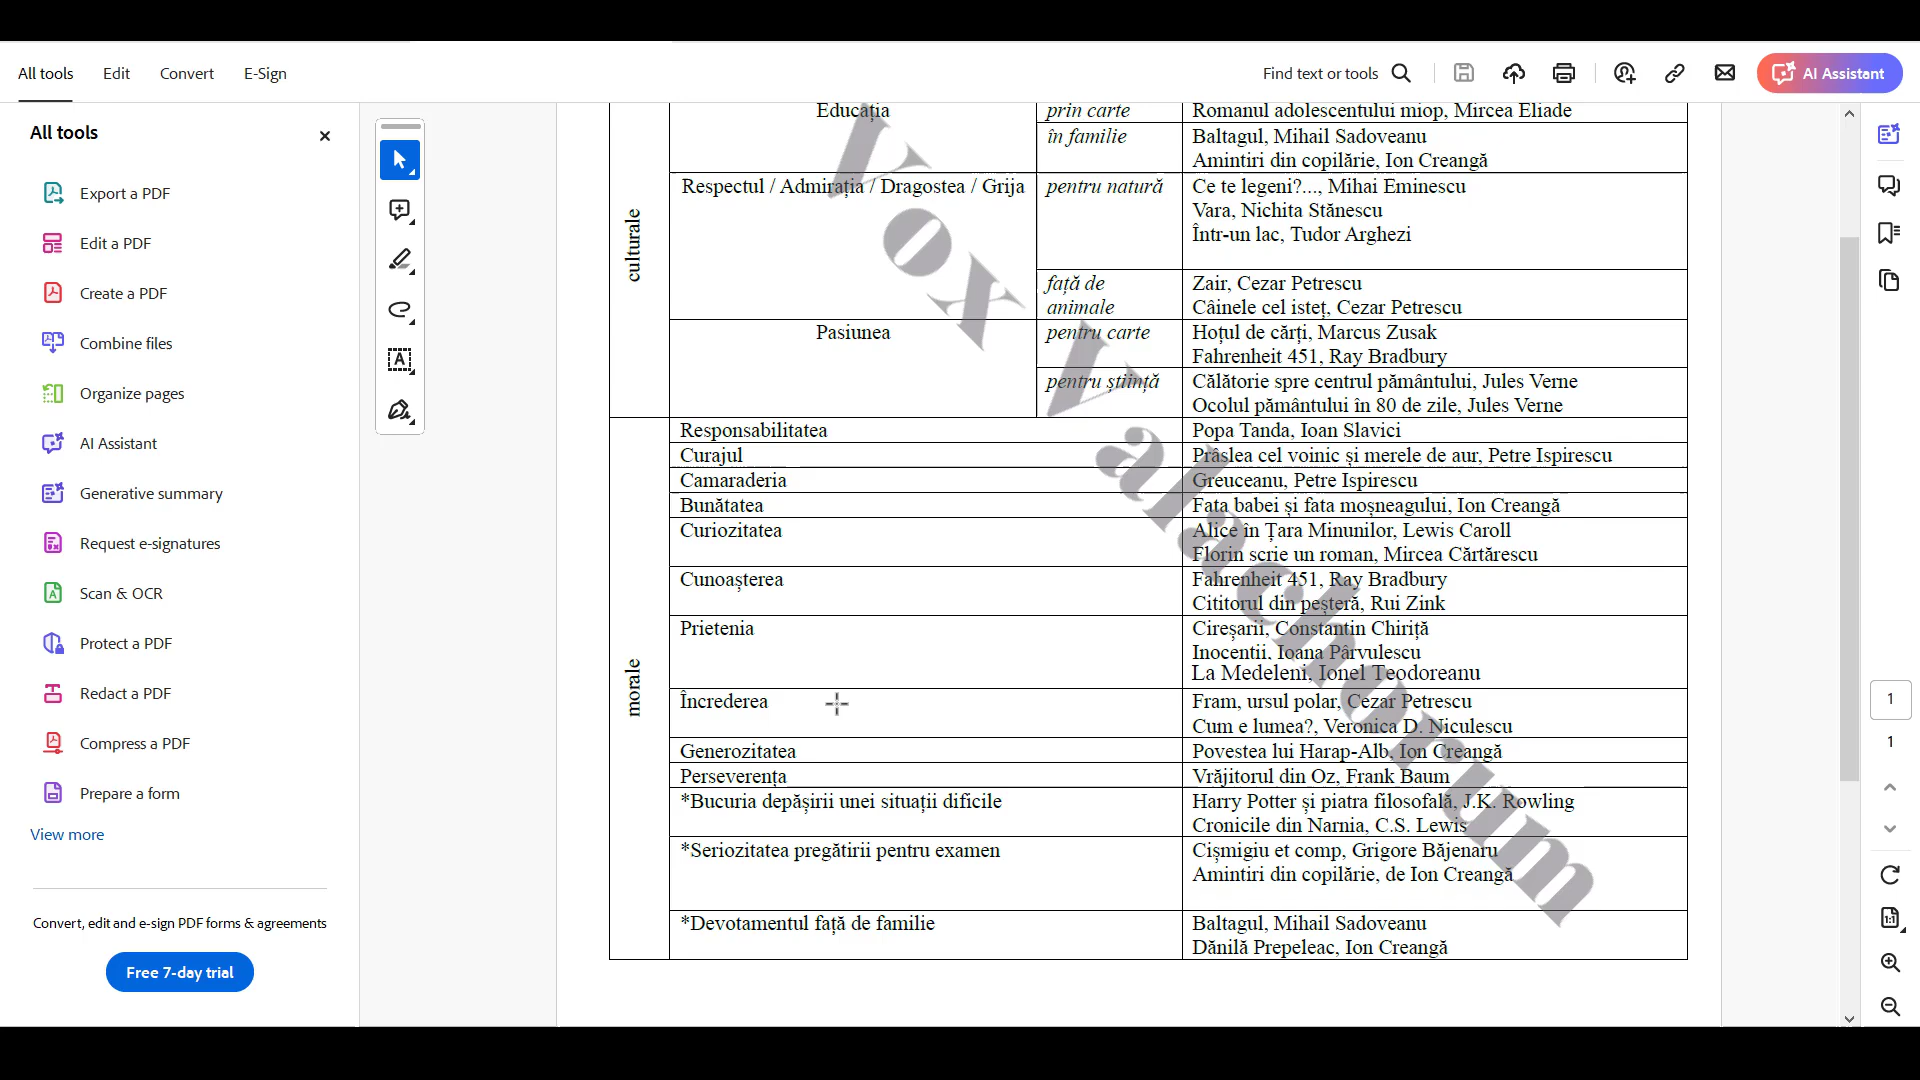 All tools
Edit
Convert
E-Sign
Find text or tools
AI Assistant
All tools
Export a PDF
Edit a PDF
Create a PDF
Combine files
Organize pages
AI Assistant
Generative summary
Request e-signatures
Scan & OCR
Protect a PDF
Redact a PDF
Compress a PDF
Prepare a form
View more
Convert, edit and e-sign PDF forms & agreements
Free 7-day trial
culturale
Educația
prin carte
Romanul adolescentului miop, Mircea Eliade
în familie
Baltagul, Mihail Sadoveanu
Amintiri din copilărie, Ion Creangă
Respectul / Admirația / Dragostea / Grija
pentru natură
Ce te legeni?..., Mihai Eminescu
Vara, Nichita Stănescu
Într-un lac, Tudor Arghezi
față de
animale
Zair, Cezar Petrescu
Câinele cel isteț, Cezar Petrescu
Pasiunea
pentru carte
Hoțul de cărți, Marcus Zusak
Fahrenheit 451, Ray Bradbury
pentru știință
Călătorie spre centrul pământului, Jules Verne
Ocolul pământului în 80 de zile, Jules Verne
morale
Responsabilitatea
Popa Tanda, Ioan Slavici
Curajul
Prâslea cel voinic și merele de aur, Petre Ispirescu
Camaraderia
Greuceanu, Petre Ispirescu
Bunătatea
Fata babei și fata moșneagului, Ion Creangă
Curiozitatea
Alice în Țara Minunilor, Lewis Caroll
Florin scrie un roman, Mircea Cărtărescu
Cunoașterea
Fahrenheit 451, Ray Bradbury
Cititorul din peșteră, Rui Zink
Prietenia
Cireșarii, Constantin Chiriță
Inocenții, Ioana Pârvulescu
La Medeleni, Ionel Teodoreanu
Încrederea
Fram, ursul polar, Cezar Petrescu
Cum e lumea?, Veronica D. Niculescu
Generozitatea
Povestea lui Harap-Alb, Ion Creangă
Perseverența
Vrăjitorul din Oz, Frank Baum
*Bucuria depășirii unei situații dificile
Harry Potter și piatra filosofală, J.K. Rowling
Cronicile din Narnia, C.S. Lewis
*Seriozitatea pregătirii pentru examen
Cișmigiu et comp, Grigore Băjenaru
Amintiri din copilărie, de Ion Creangă
*Devotamentul față de familie
Baltagul, Mihail Sadoveanu
Dănilă Prepeleac, Ion Creangă
Vox Valachorum
1
1
1:1